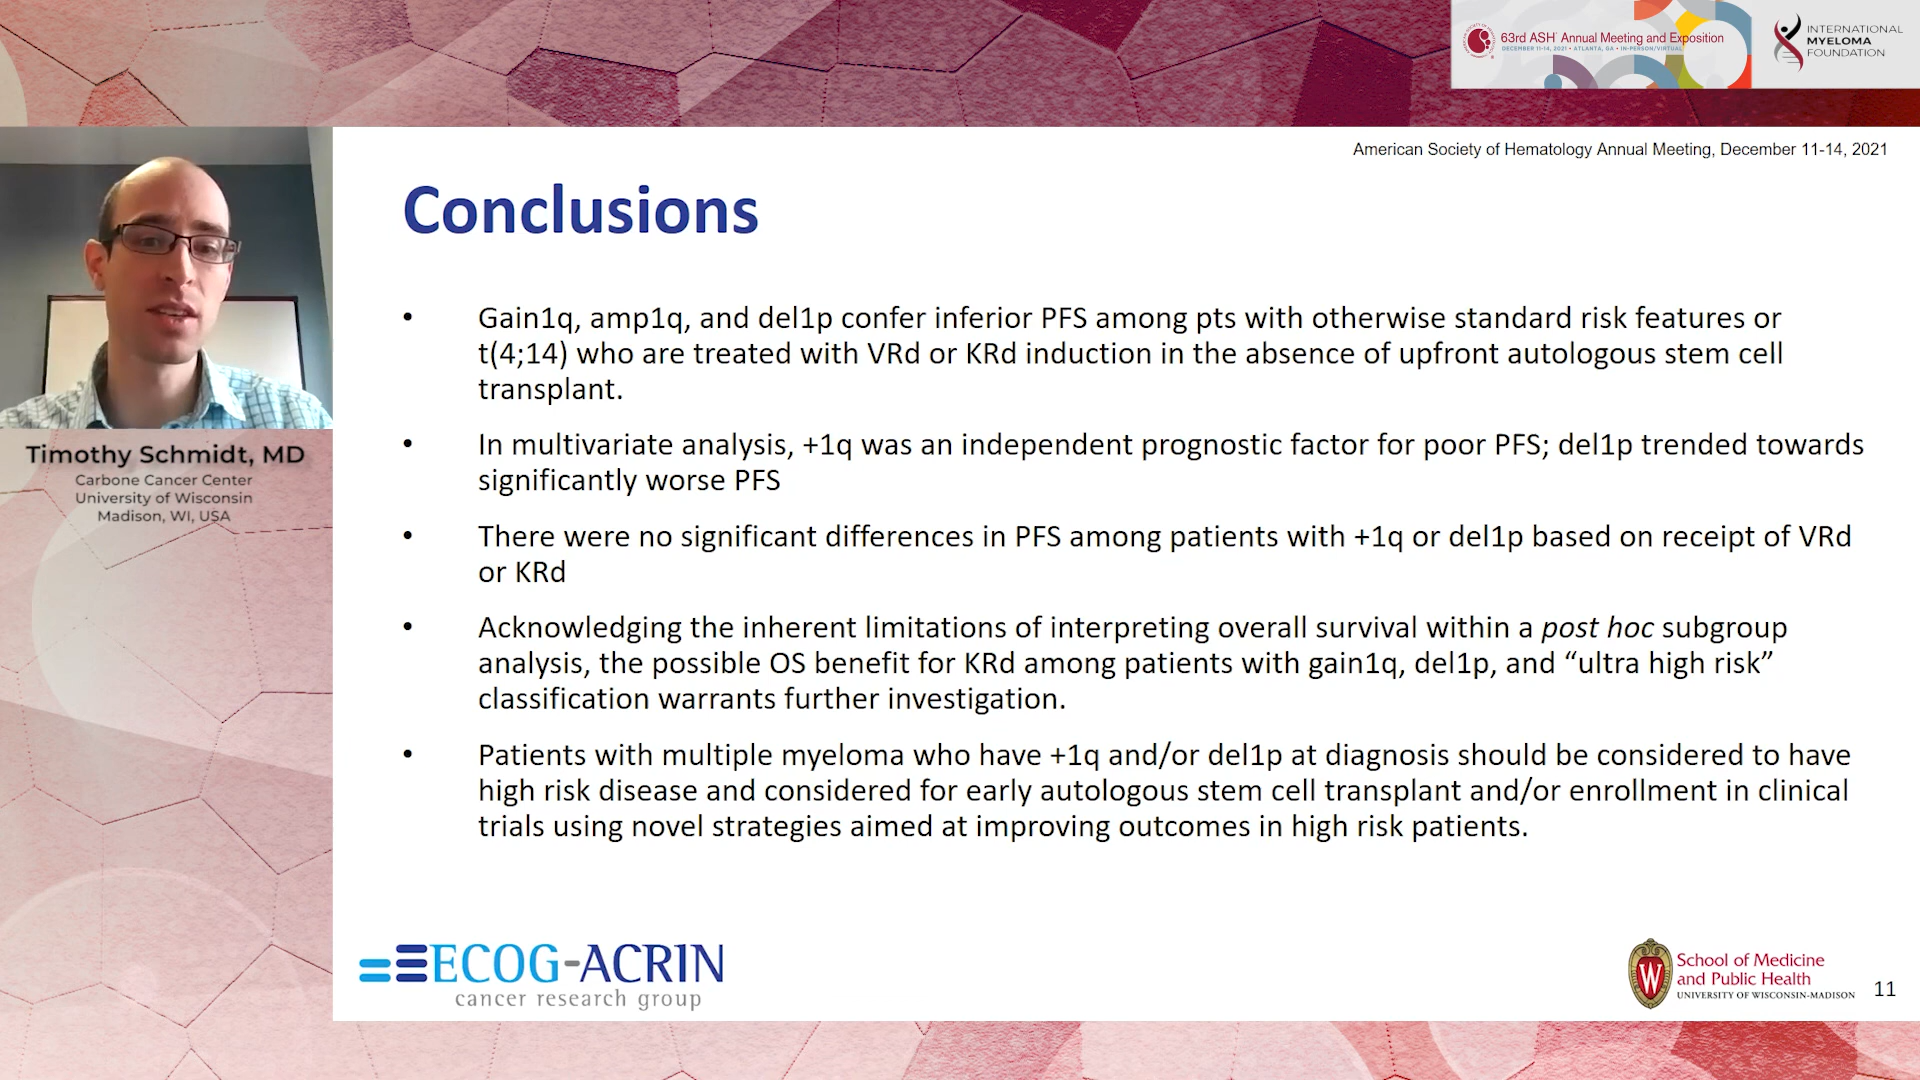 63rd ASH Annual Meeting and Exposition
DECEMBER 11-14, 2021 • ATLANTA, GA • IN-PERSON/VIRTUAL
INTERNATIONAL
MYELOMA
FOUNDATION
American Society of Hematology Annual Meeting, December 11-14, 2021
Conclusions
• Gain1q, amp1q, and del1p confer inferior PFS among pts with otherwise standard risk features or
t(4;14) who are treated with VRd or KRd induction in the absence of upfront autologous stem cell
transplant.
• In multivariate analysis, +1q was an independent prognostic factor for poor PFS; del1p trended towards
significantly worse PFS
• There were no significant differences in PFS among patients with +1q or del1p based on receipt of VRd
or KRd
• Acknowledging the inherent limitations of interpreting overall survival within a post hoc subgroup
analysis, the possible OS benefit for KRd among patients with gain1q, del1p, and “ultra high risk”
classification warrants further investigation.
• Patients with multiple myeloma who have +1q and/or del1p at diagnosis should be considered to have
high risk disease and considered for early autologous stem cell transplant and/or enrollment in clinical
trials using novel strategies aimed at improving outcomes in high risk patients.
Timothy Schmidt, MD
Carbone Cancer Center
University of Wisconsin
Madison, WI, USA
ECOG-ACRIN
cancer research group
W
School of Medicine
and Public Health
UNIVERSITY OF WISCONSIN-MADISON
11